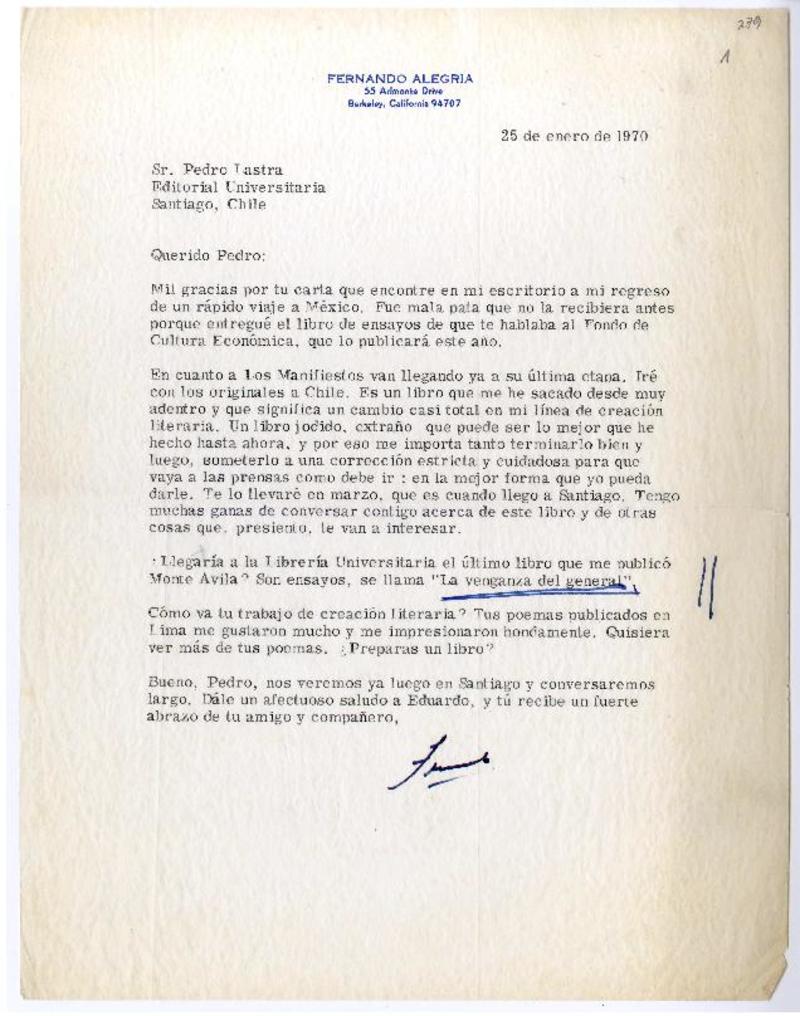 239
1
FERNANDO ALEGRIA
55 Arlmonte Drive
Berkeley, California 94707
25 de enero de 1970
Sr. Pedro Lastra
Editorial Universitaria
Santiago, Chile
Querido Pedro:
Mil gracias por tu carta que encontre en mi escritorio a mi regreso
de un rápido viaje a México. Fue mala pata que no la recibiera antes
porque entregué el libro de ensayos de que te hablaba al Fondo de
Cultura Económica, que lo publicará este año.
En cuanto a Los Manifiestos van llegando ya a su última etapa. Iré
con los originales a Chile. Es un libro que me he sacado desde muy
adentro y que significa un cambio casi total en mi línea de creación
literaria. Un libro jodido, extraño que puede ser lo mejor que he
hecho hasta ahora, y por eso me importa tanto terminarlo bien y
luego, someterlo a una corrección estricta y cuidadosa para que
vaya a las prensas como debe ir : en la mejor forma que yo pueda
darle. Te lo llevaré en marzo, que es cuando llego a Santiago. Tengo
muchas ganas de conversar contigo acerca de este libro y de otras
cosas que, presiento, te van a interesar.
¿Llegaría a la Librería Universitaria el último libro que me publicó
Monte Avila? Son ensayos, se llama "La venganza del general".
Cómo va tu trabajo de creación literaria? Tus poemas publicados en
Lima me gustaron mucho y me impresionaron hondamente. Quisiera
ver más de tus poemas. ¿Preparas un libro?
Bueno, Pedro, nos veremos ya luego en Santiago y conversaremos
largo. Dále un afectuoso saludo a Eduardo, y tú recibe un fuerte
abrazo de tu amigo y compañero,